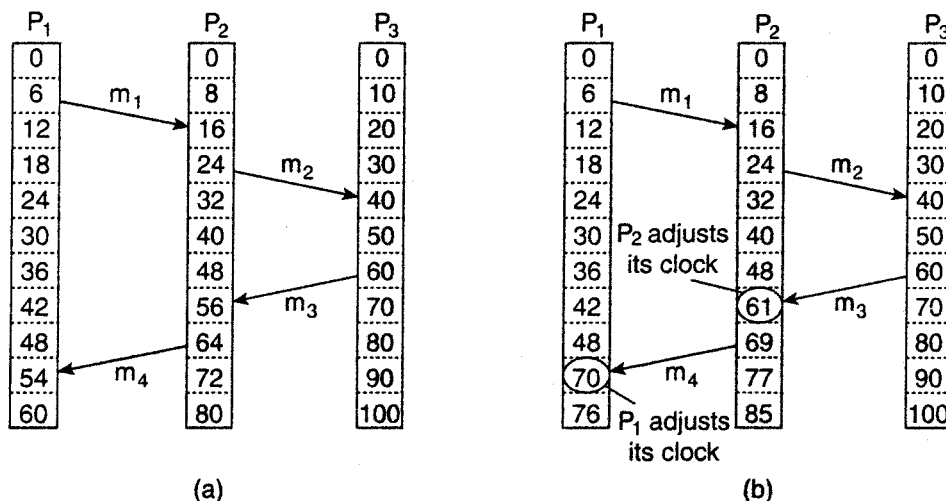 P1 P2 P3
0 0 0
6 m1 8 10
12 16 20
18 24 m2 30
24 32 40
30 40 50
36 48 60
42 56 m3 70
48 64 80
54 m4 72 90
60 80 100
(a)
P1 P2 P3
0 0 0
6 m1 8 10
12 16 20
18 24 m2 30
24 32 40
30 P2 adjusts 40 50
36 its clock 48 60
42 61 m3 70
48 69 80
70 m4 77 90
76 P1 adjusts 85 100
its clock
(b)